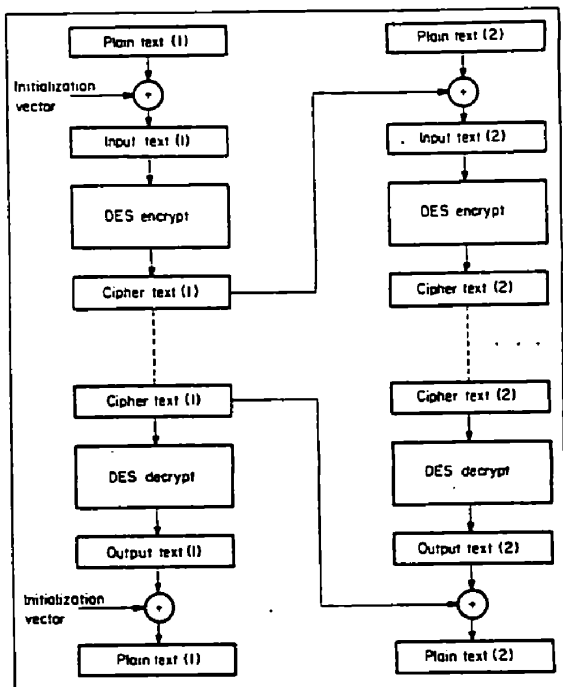 Plain text (1)
Plain text (2)
Initialization
vector
+
+
Input text (1)
Input text (2)
DES encrypt
DES encrypt
Cipher text (1)
Cipher text (2)
Cipher text (1)
Cipher text (2)
DES decrypt
DES decrypt
Output text (1)
Output text (2)
Initialization
vector
+
+
Plain text (1)
Plain text (2)